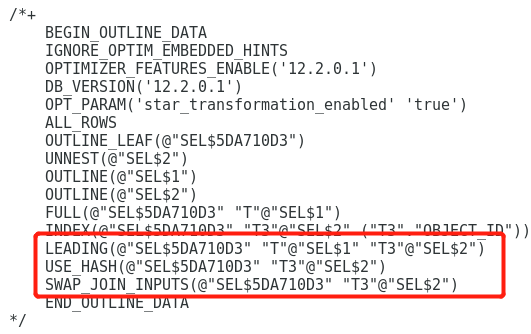 /*+
BEGIN_OUTLINE_DATA
IGNORE_OPTIM_EMBEDDED_HINTS
OPTIMIZER_FEATURES_ENABLE('12.2.0.1')
DB_VERSION('12.2.0.1')
OPT_PARAM('star_transformation_enabled' 'true')
ALL_ROWS
OUTLINE_LEAF(@"SEL$5DA710D3")
UNNEST(@"SEL$2")
OUTLINE(@"SEL$1")
OUTLINE(@"SEL$2")
FULL(@"SEL$5DA710D3" "T"@"SEL$1")
INDEX(@"SEL$5DA710D3" "T3"@"SEL$2" ("T3"."OBJECT_ID"))
LEADING(@"SEL$5DA710D3" "T"@"SEL$1" "T3"@"SEL$2")
USE_HASH(@"SEL$5DA710D3" "T3"@"SEL$2")
SWAP_JOIN_INPUTS(@"SEL$5DA710D3" "T3"@"SEL$2")
END_OUTLINE_DATA
*/